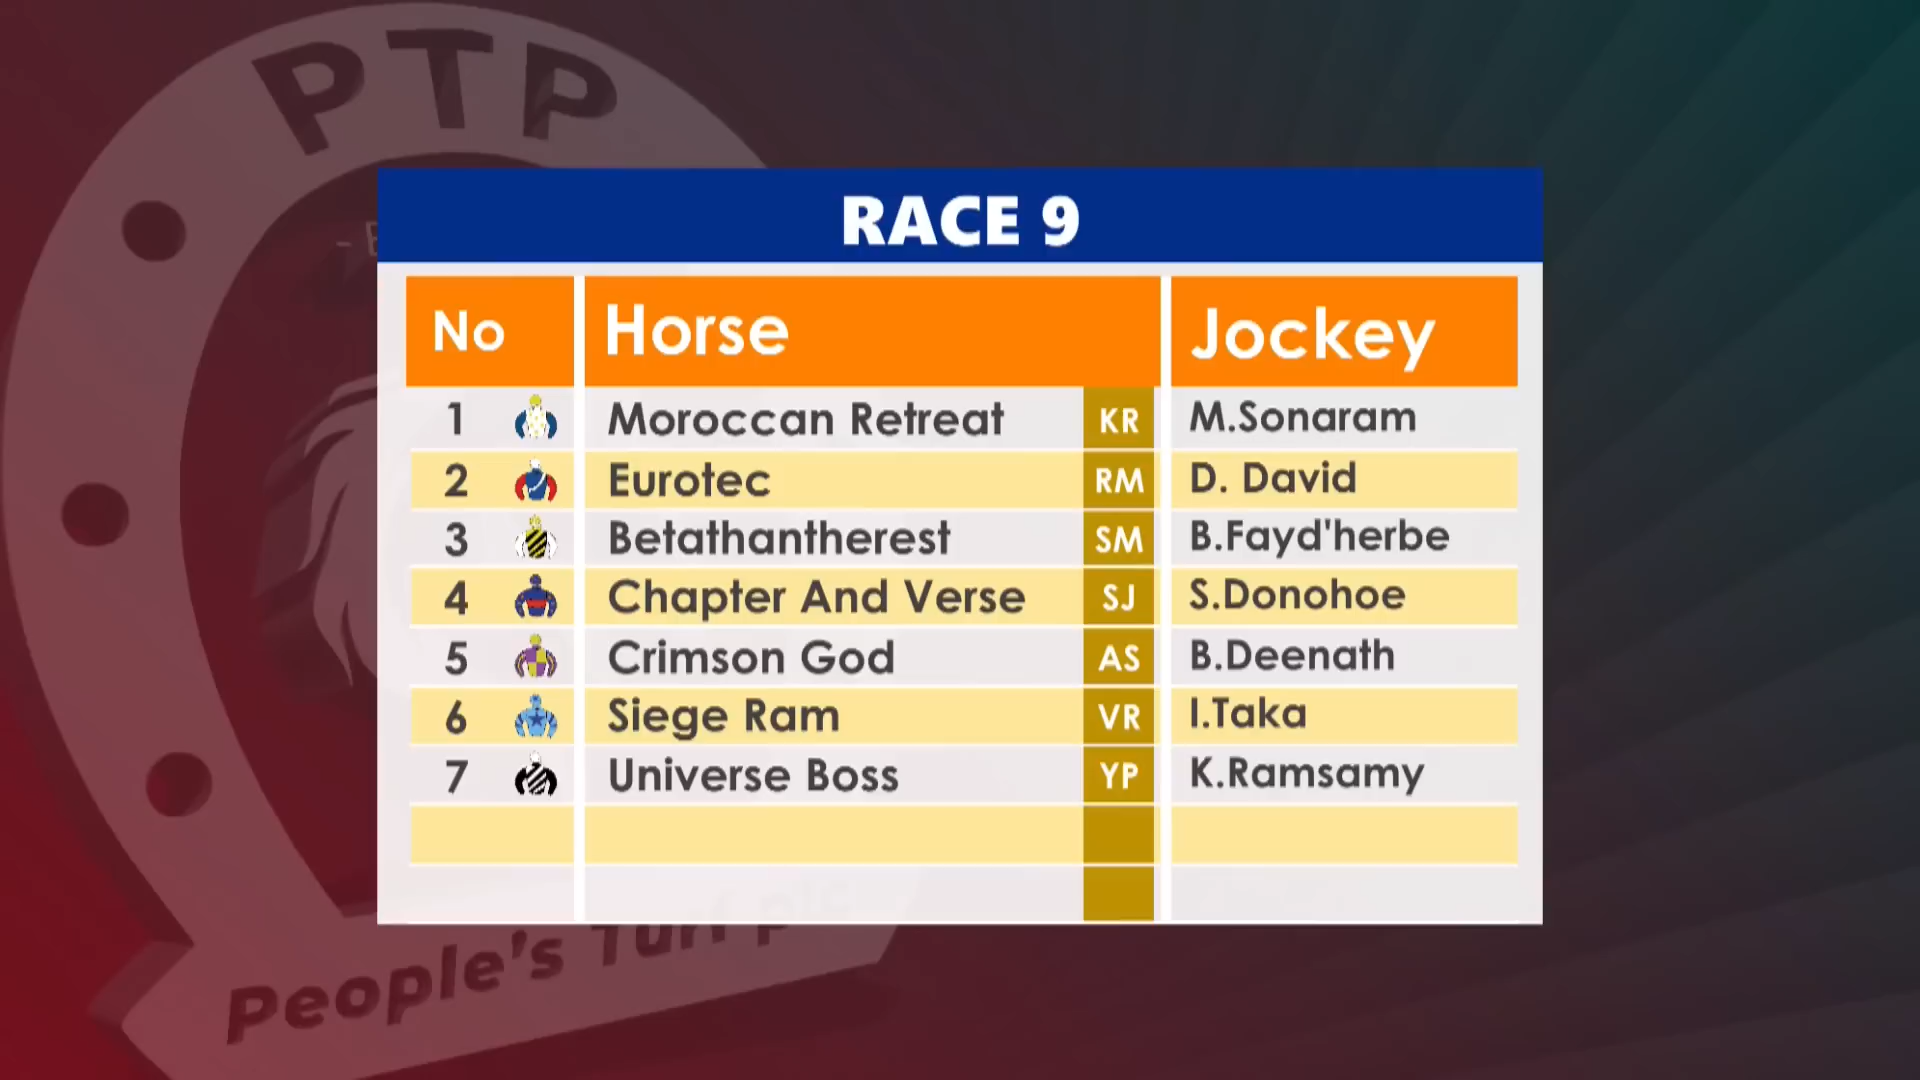 PTP
RACE 9
No Horse Jockey
1 Moroccan Retreat KR M.Sonaram
2 Eurotec RM D. David
3 Betathantherest SM B.Fayd'herbe
4 Chapter And Verse SJ S.Donohoe
5 Crimson God AS B.Deenath
6 Siege Ram VR I.Taka
7 Universe Boss YP K.Ramsamy
People's Turf plc